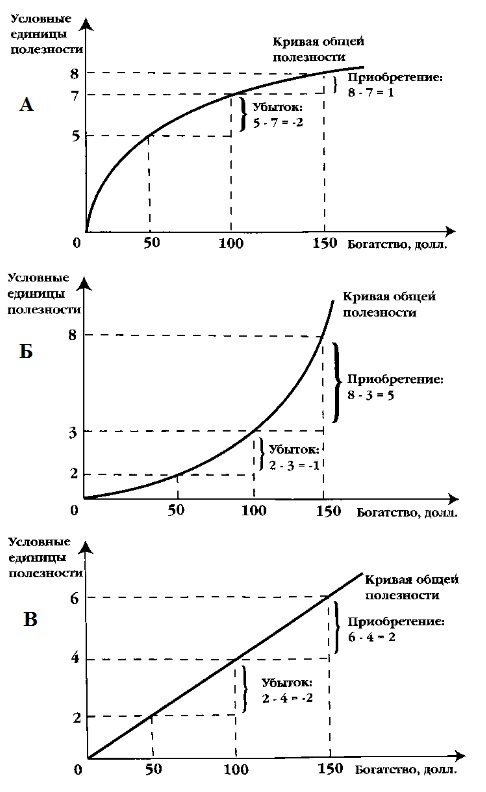 Условные
единицы
полезности
Кривая общей
полезности
8
Приобретение:
8 - 7 = 1
А
7
Убыток:
5 - 7 = -2
5
0
50
100
150
Богатство, долл.
Условные
единицы
полезности
Кривая общей
полезности
8
Б
Приобретение:
8 - 3 = 5
3
Убыток:
2 - 3 = -1
2
0
50
100
150
Богатство, долл.
Условные
единицы
полезности
Кривая общей
полезности
6
В
Приобретение:
6 - 4 = 2
4
Убыток:
2 - 4 = -2
2
0
50
100
150
Богатство, долл.